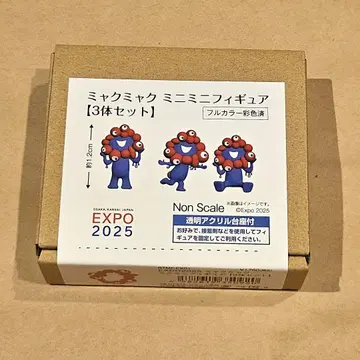 ミャクミャク ミニミニフィギュア
【3体セット】
フルカラー彩色済
約1.2cm
OSAKA, KANSAI, JAPAN
EXPO
2025
Non Scale
※画像はイメージです。
©Expo 2025
透明アクリル台座付
お好みで、接着剤などを使用してフィ
ギュアを固定してご利用ください。